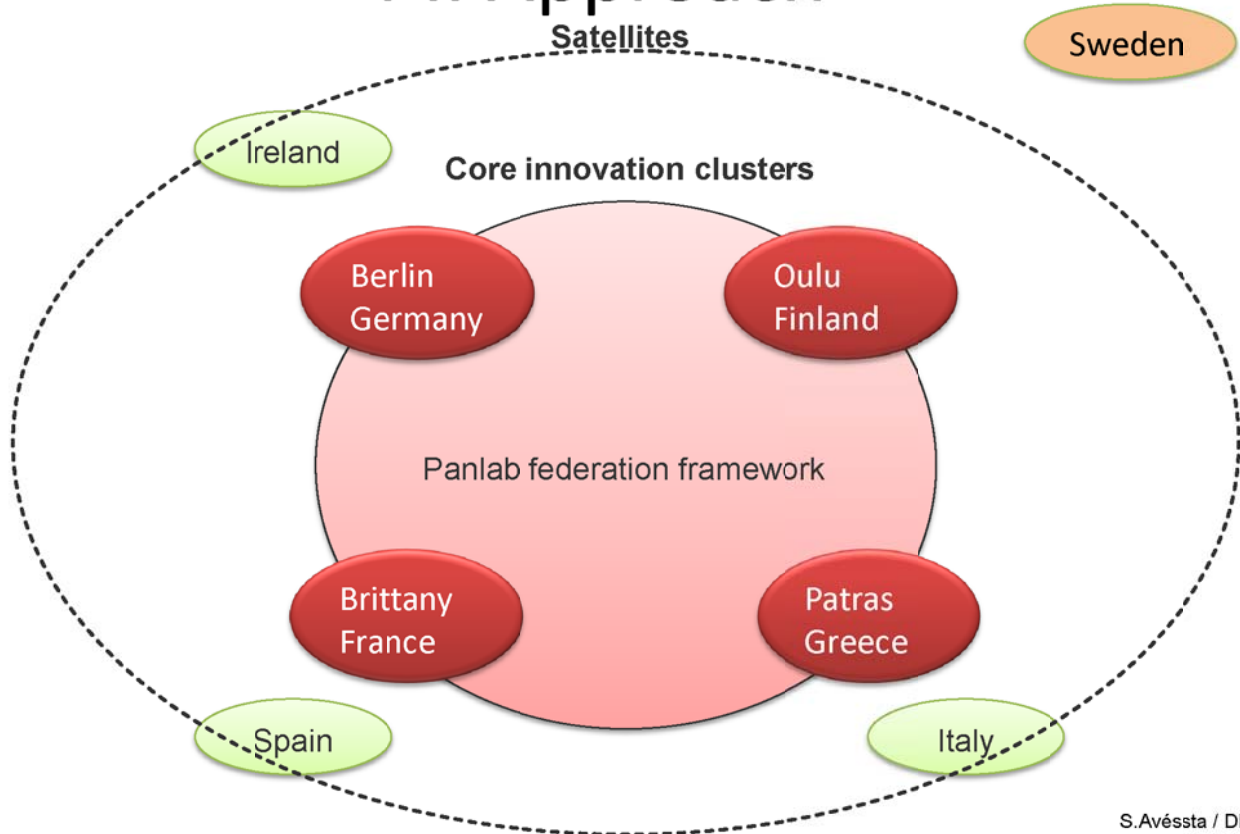 Satellites
Sweden
Ireland
Core innovation clusters
Berlin
Germany
Oulu
Finland
Panlab federation framework
Brittany
France
Patras
Greece
Spain
Italy
S.Avéssta /